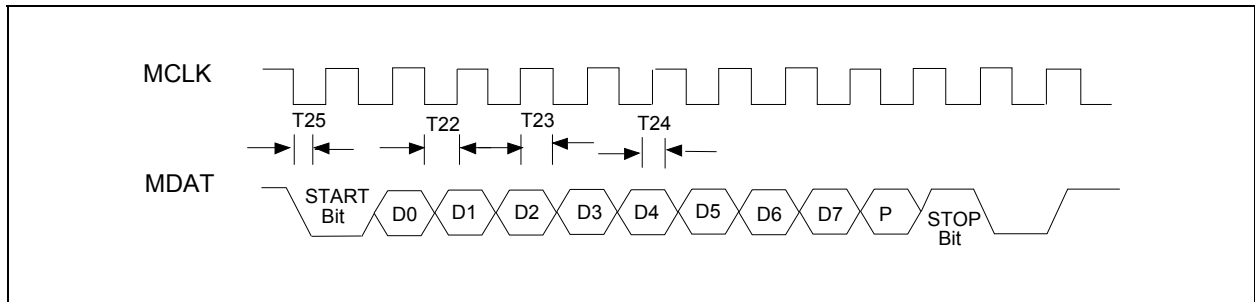 MCLK
T25 T22 T23 T24
MDAT
START
Bit
D0 D1 D2 D3 D4 D5 D6 D7 P
STOP
Bit